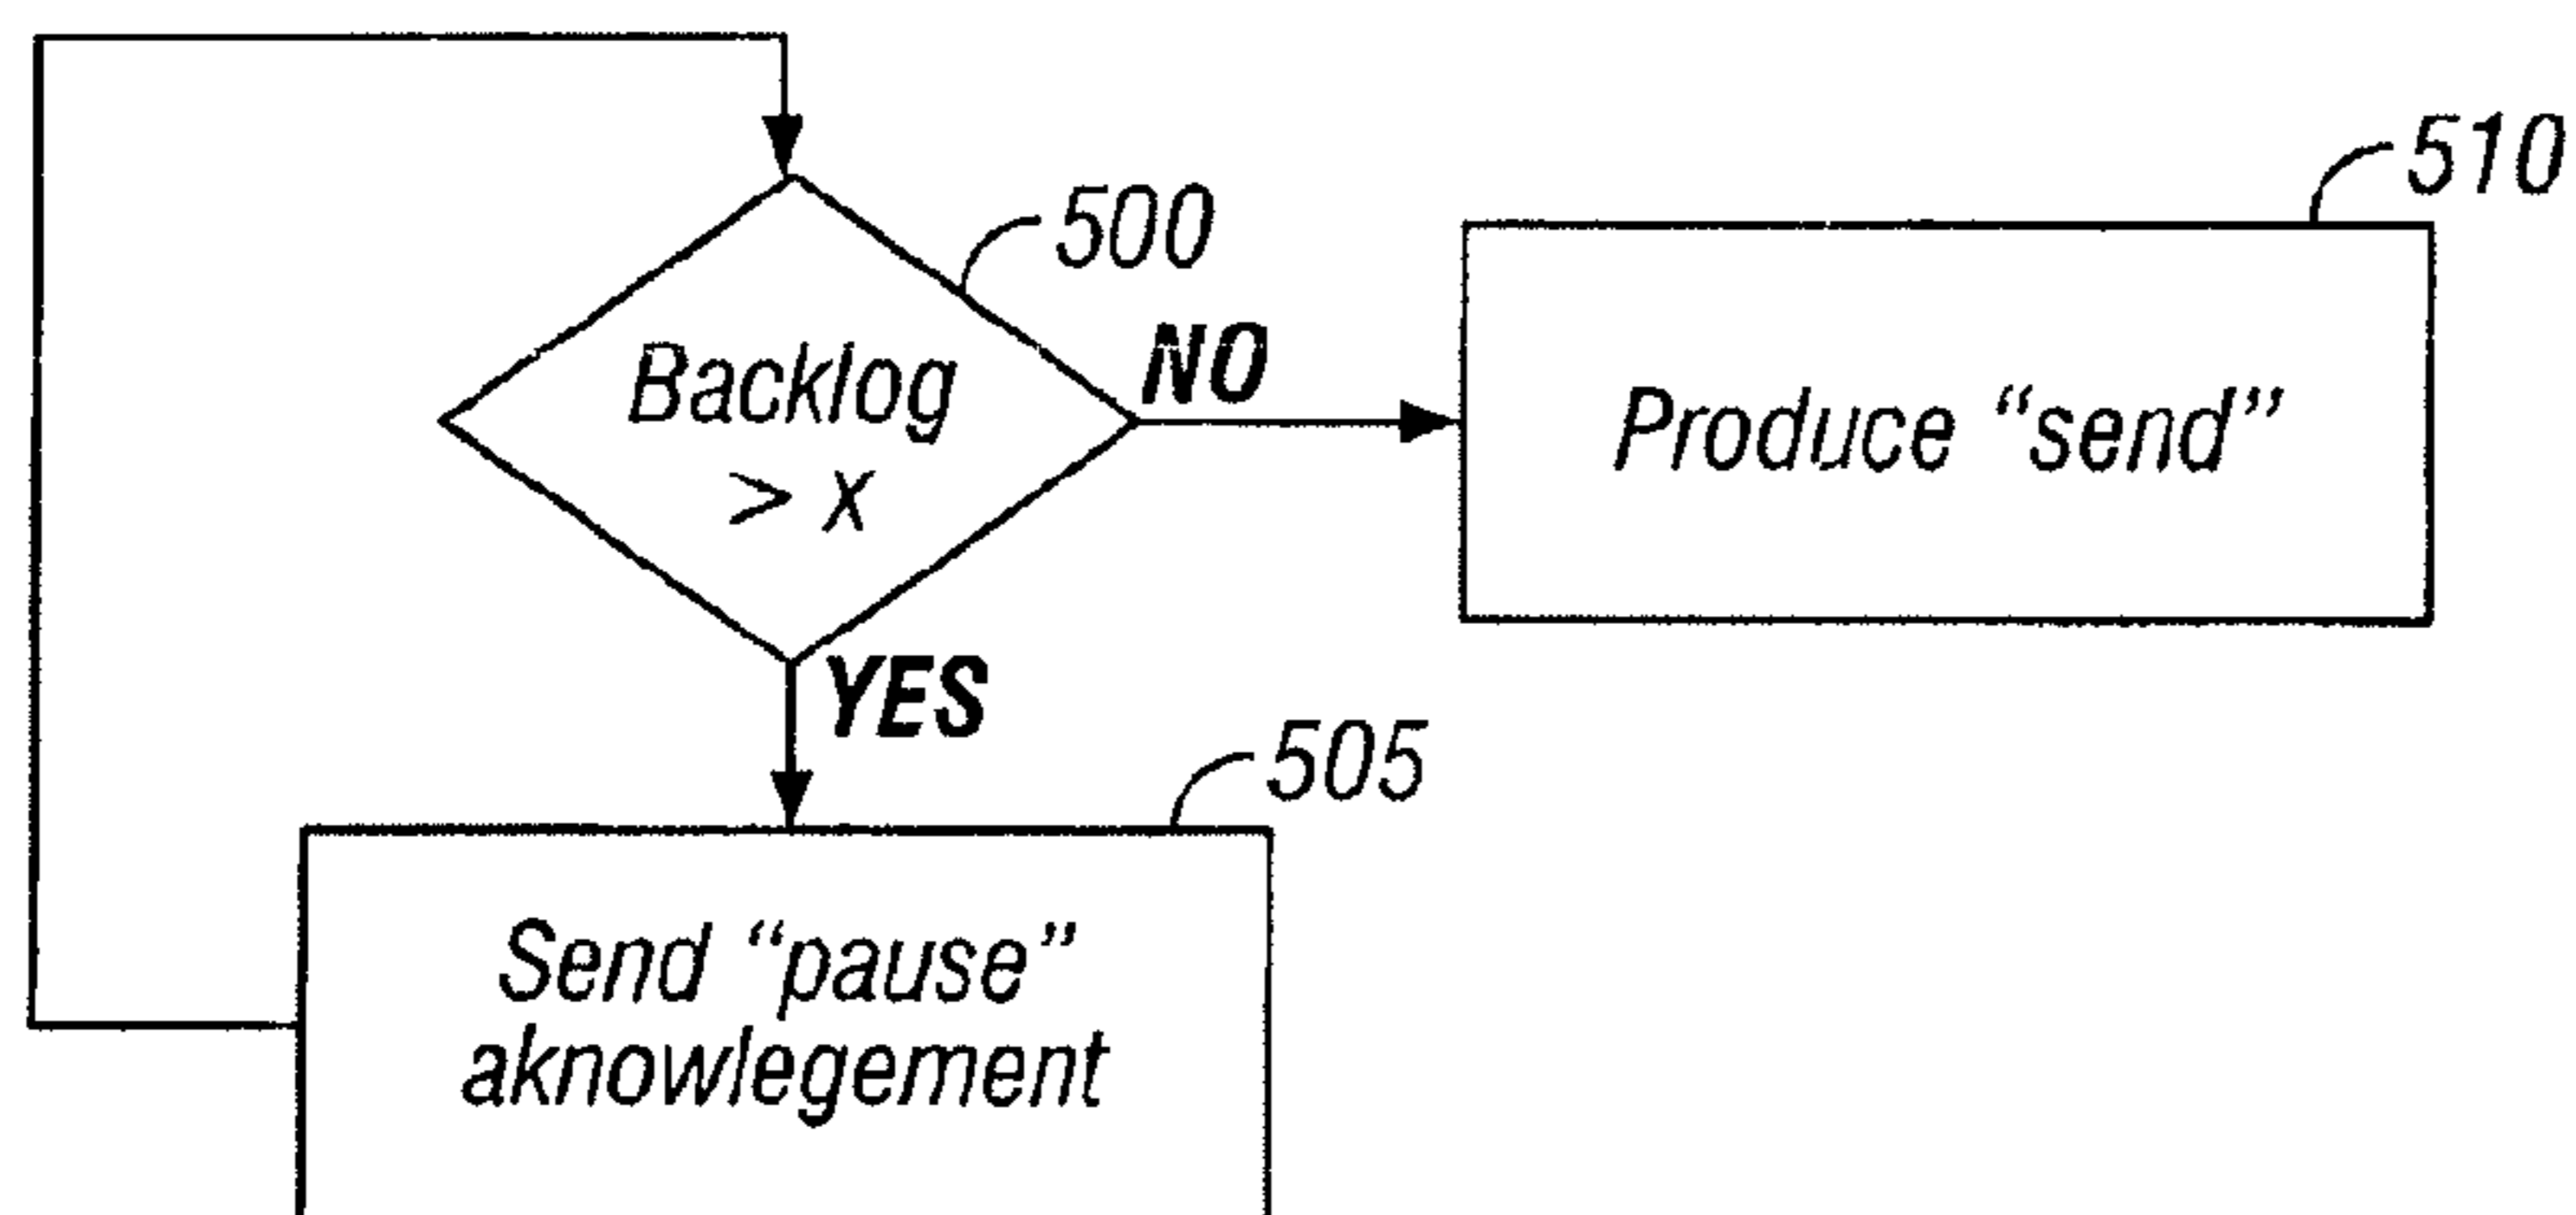 510
500
NO
Backlog
> x
Produce “send”
YES
505
Send “pause”
aknowlegement